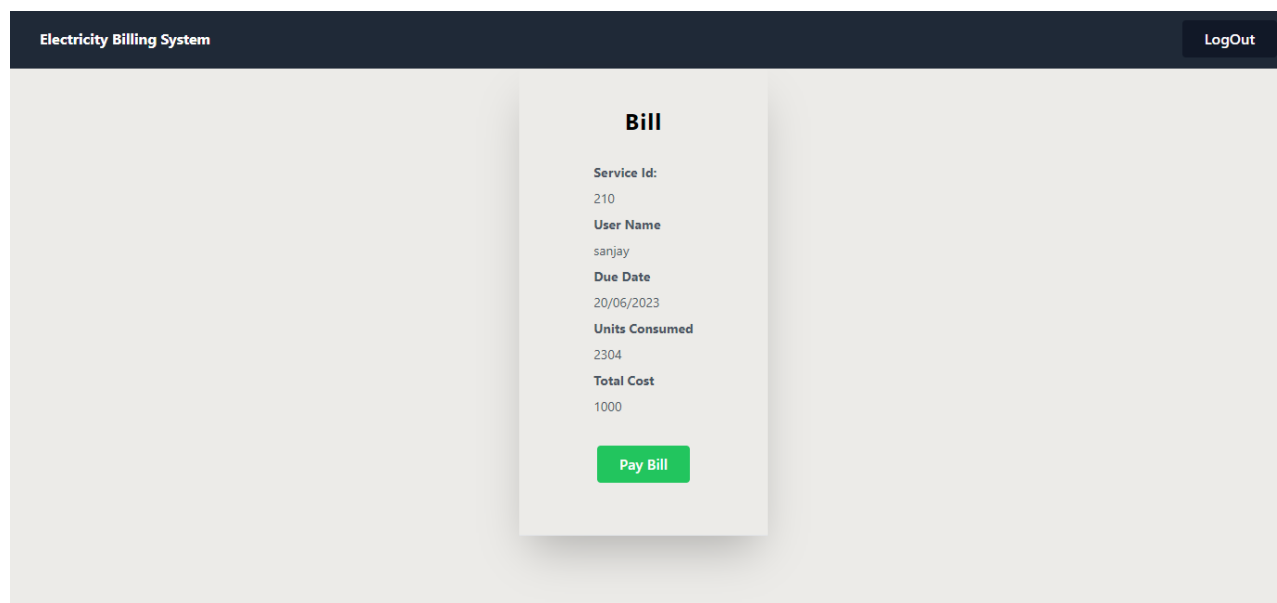 Electricity Billing System
LogOut
Bill
Service Id:
210
User Name
sanjay
Due Date
20/06/2023
Units Consumed
2304
Total Cost
1000
Pay Bill